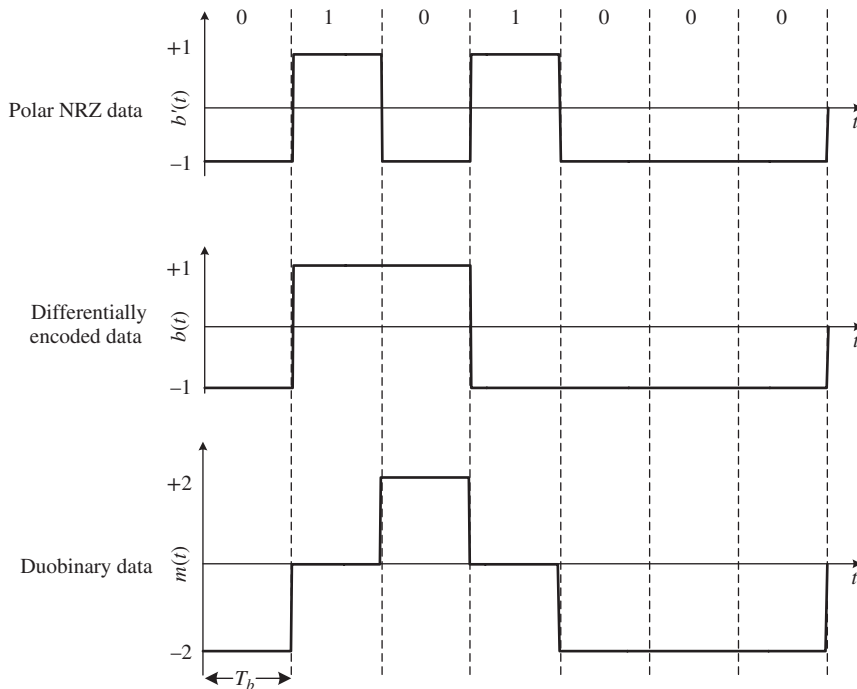 0 1 0 1 0 0 0
+1
Polar NRZ data
b′(t)
t
−1
+1
Differentially
encoded data
b(t)
t
−1
+2
Duobinary data
m(t)
t
−2
T_b